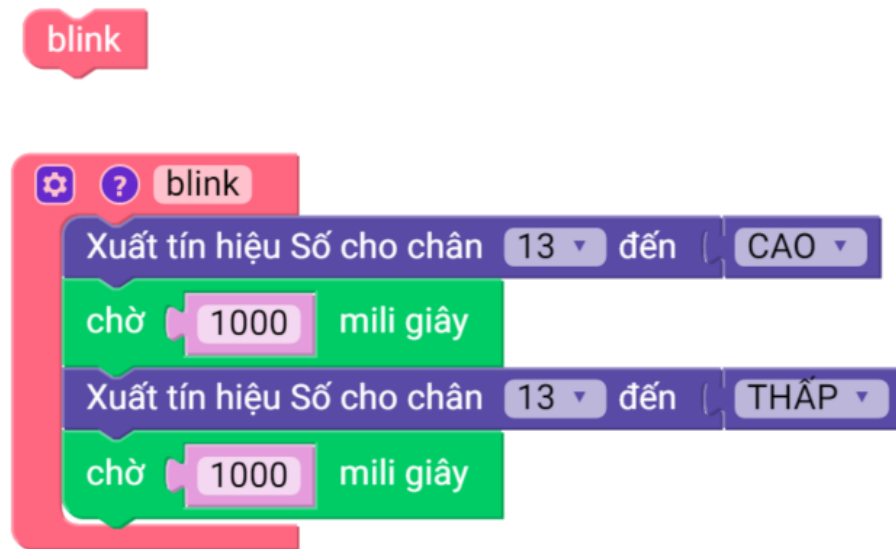 blink
? blink
Xuất tín hiệu Số cho chân 13 đến CAO
chờ 1000 mili giây
Xuất tín hiệu Số cho chân 13 đến THẤP
chờ 1000 mili giây